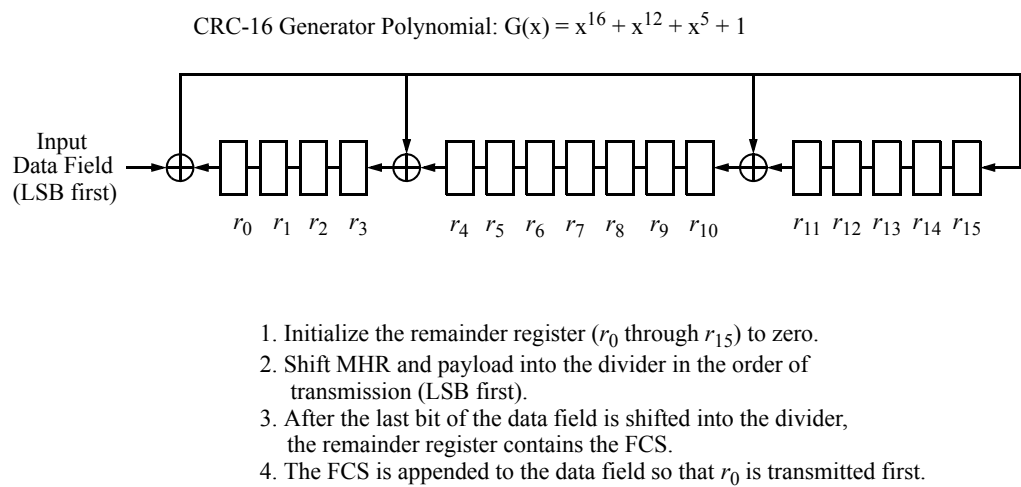 CRC-16 Generator Polynomial: G(x) = x¹⁶ + x¹² + x⁵ + 1
Input
Data Field
(LSB first)
r₀ r₁ r₂ r₃ r₄ r₅ r₆ r₇ r₈ r₉ r₁₀ r₁₁ r₁₂ r₁₃ r₁₄ r₁₅
1. Initialize the remainder register (r₀ through r₁₅) to zero.
2. Shift MHR and payload into the divider in the order of
transmission (LSB first).
3. After the last bit of the data field is shifted into the divider,
the remainder register contains the FCS.
4. The FCS is appended to the data field so that r₀ is transmitted first.